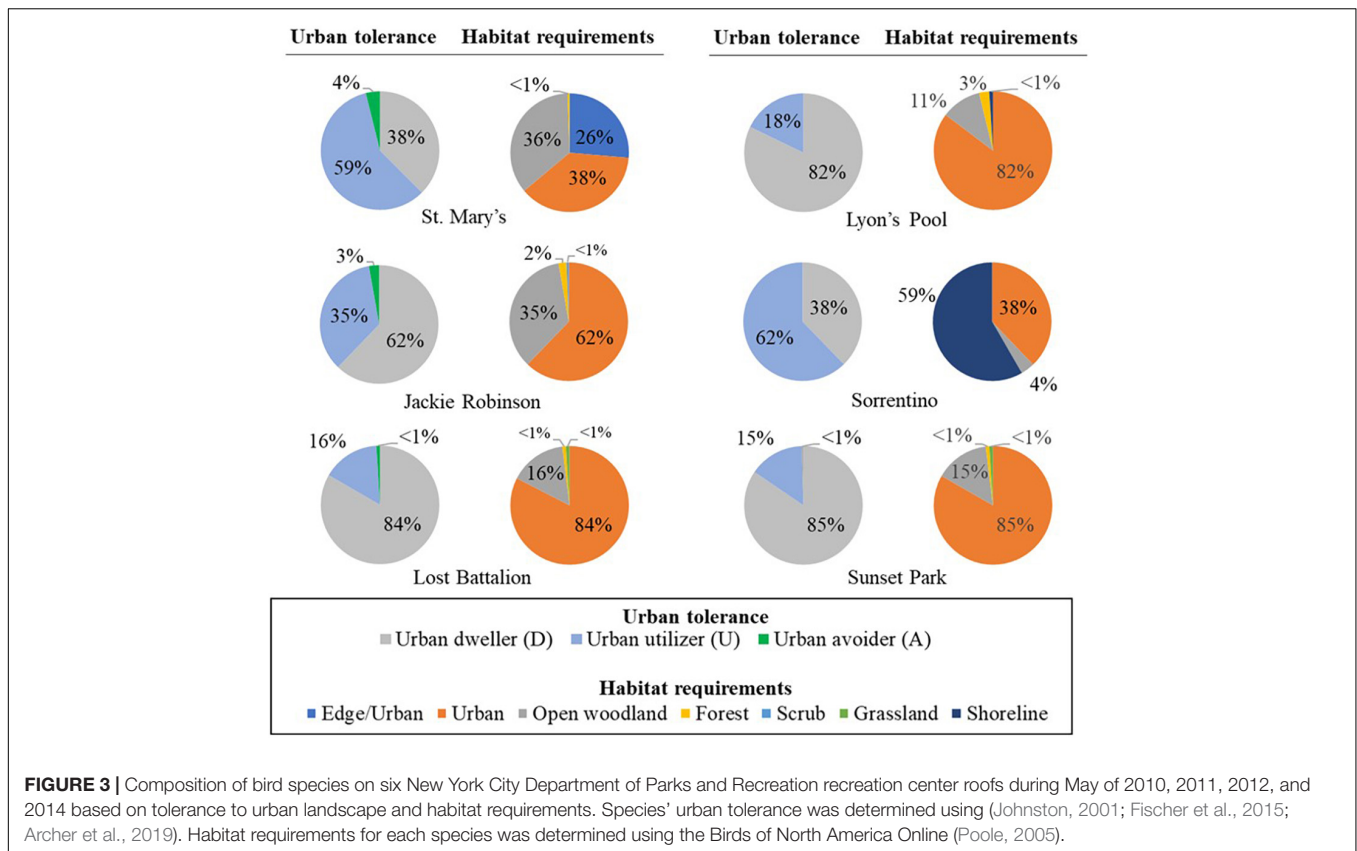 Urban tolerance Habitat requirements Urban tolerance Habitat requirements
4% <1% 3% <1%
38% 59% 36% 26% 38% 18% 82% 11% 82%
St. Mary's Lyon's Pool
3% 2% <1%
35% 62% 35% 62% 38% 62% 59% 38% 4%
Jackie Robinson Sorrentino
16% <1% <1% <1% 15% <1% <1% <1%
84% 16% 84% 85% 15% 85%
Lost Battalion Sunset Park
Urban tolerance
Urban dweller (D) Urban utilizer (U) Urban avoider (A)
Habitat requirements
Edge/Urban Urban Open woodland Forest Scrub Grassland Shoreline
FIGURE 3 | Composition of bird species on six New York City Department of Parks and Recreation recreation center roofs during May of 2010, 2011, 2012, and
2014 based on tolerance to urban landscape and habitat requirements. Species' urban tolerance was determined using (Johnston, 2001; Fischer et al., 2015;
Archer et al., 2019). Habitat requirements for each species was determined using the Birds of North America Online (Poole, 2005).